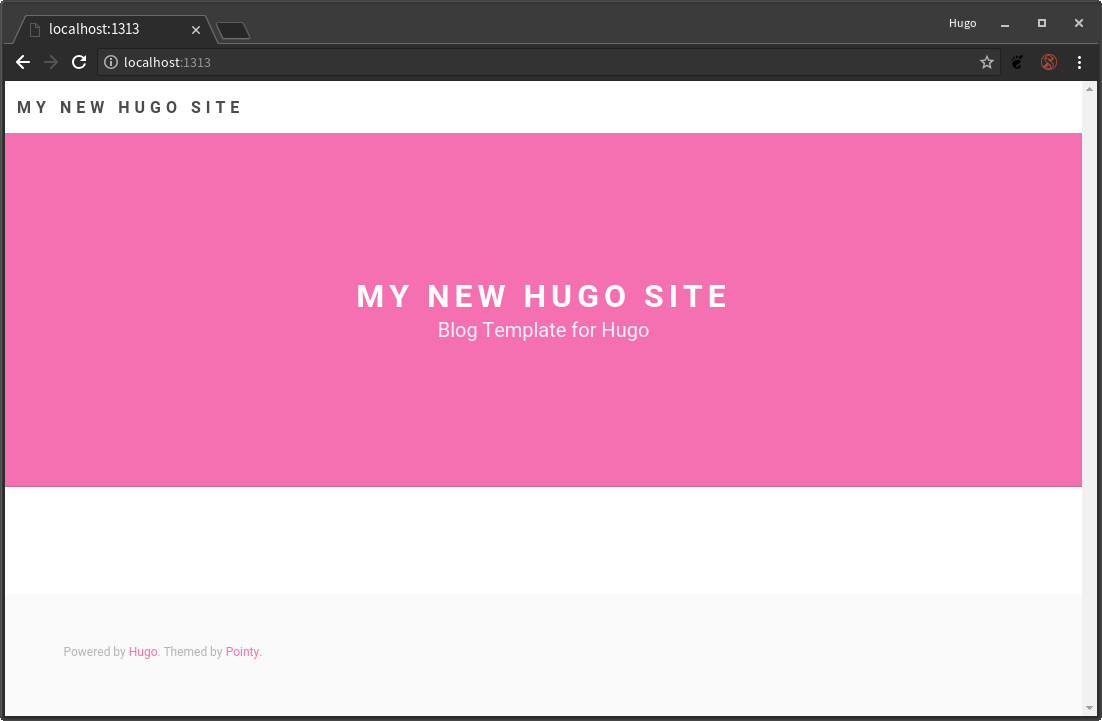 localhost:1313
Hugo
localhost:1313
MY NEW HUGO SITE
MY NEW HUGO SITE
Blog Template for Hugo
Powered by Hugo. Themed by Pointy.